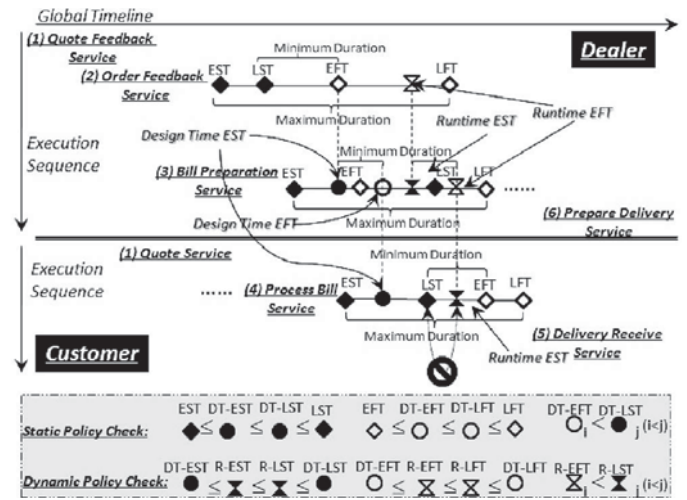 Global Timeline
(1) Quote Feedback
Service
Dealer
Minimum Duration
EST LST EFT LFT
(2) Order Feedback
Service
Maximum Duration
Runtime EFT
Runtime EST
Design Time EST
Execution
Sequence
Minimum Duration
EST EFT LST LFT
(3) Bill Preparation
Service
......
Design Time EFT
Maximum Duration
(6) Prepare Delivery
Service
(1) Quote Service
Minimum Duration
Execution
Sequence
EST LST EFT LFT
...... (4) Process Bill
Service
Maximum Duration
(5) Delivery Receive
Service
Runtime EST
Customer
EST DT-EST DT-LST LST EFT DT-EFT DT-LFT LFT DT-EFT DT-LST
Static Policy Check: ≤ ≤ ≤ ≤ ≤ ≤ i < j (i<j)
DT-EST R-EST R-LST DT-LST DT-EFT R-EFT R-LFT DT-LFT R-EFT R-LST
Dynamic Policy Check: ≤ ≤ ≤ ≤ ≤ ≤ i < j (i<j)